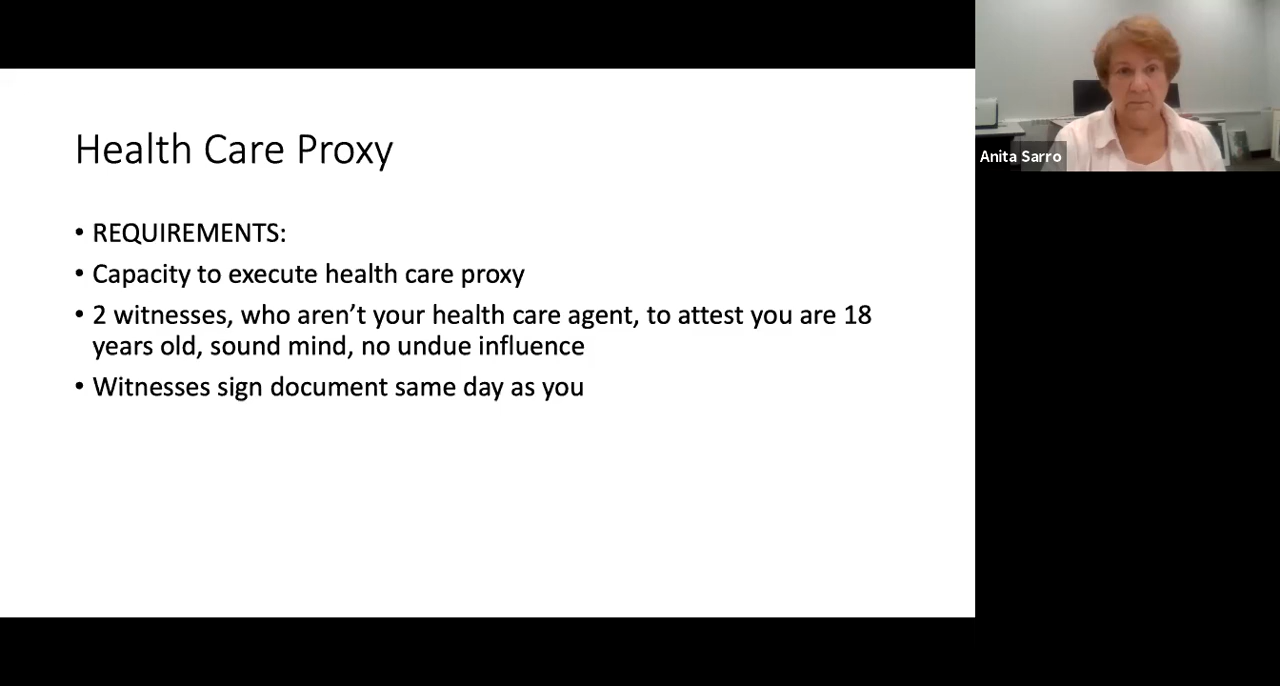 Health Care Proxy
• REQUIREMENTS:
• Capacity to execute health care proxy
• 2 witnesses, who aren’t your health care agent, to attest you are 18
years old, sound mind, no undue influence
• Witnesses sign document same day as you
Anita Sarro